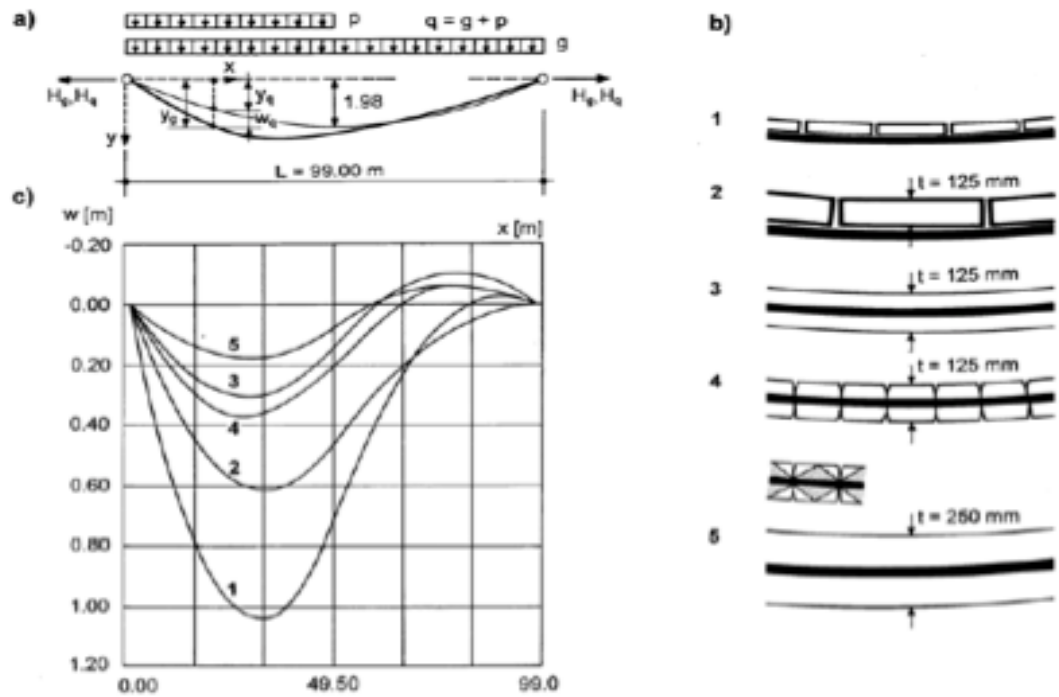 a)
p q = g + p
g
x
H_g, H_q y_g y_q w_q 1.98 H_g, H_q
y
L = 99.00 m
c)
w [m] x [m]
-0.20
0.00
0.20
0.40
0.60
0.80
1.00
1.20
5
3
4
2
1
0.00 49.50 99.0
b)
1
t = 125 mm
2
t = 125 mm
3
t = 125 mm
4
t = 250 mm
5